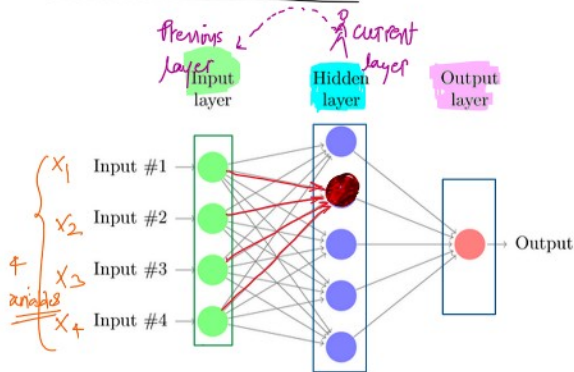 Previous layer
current layer
Input layer
Hidden layer
Output layer
X1
Input #1
X2
Input #2
4 variables
X3
Input #3
X4
Input #4
Output